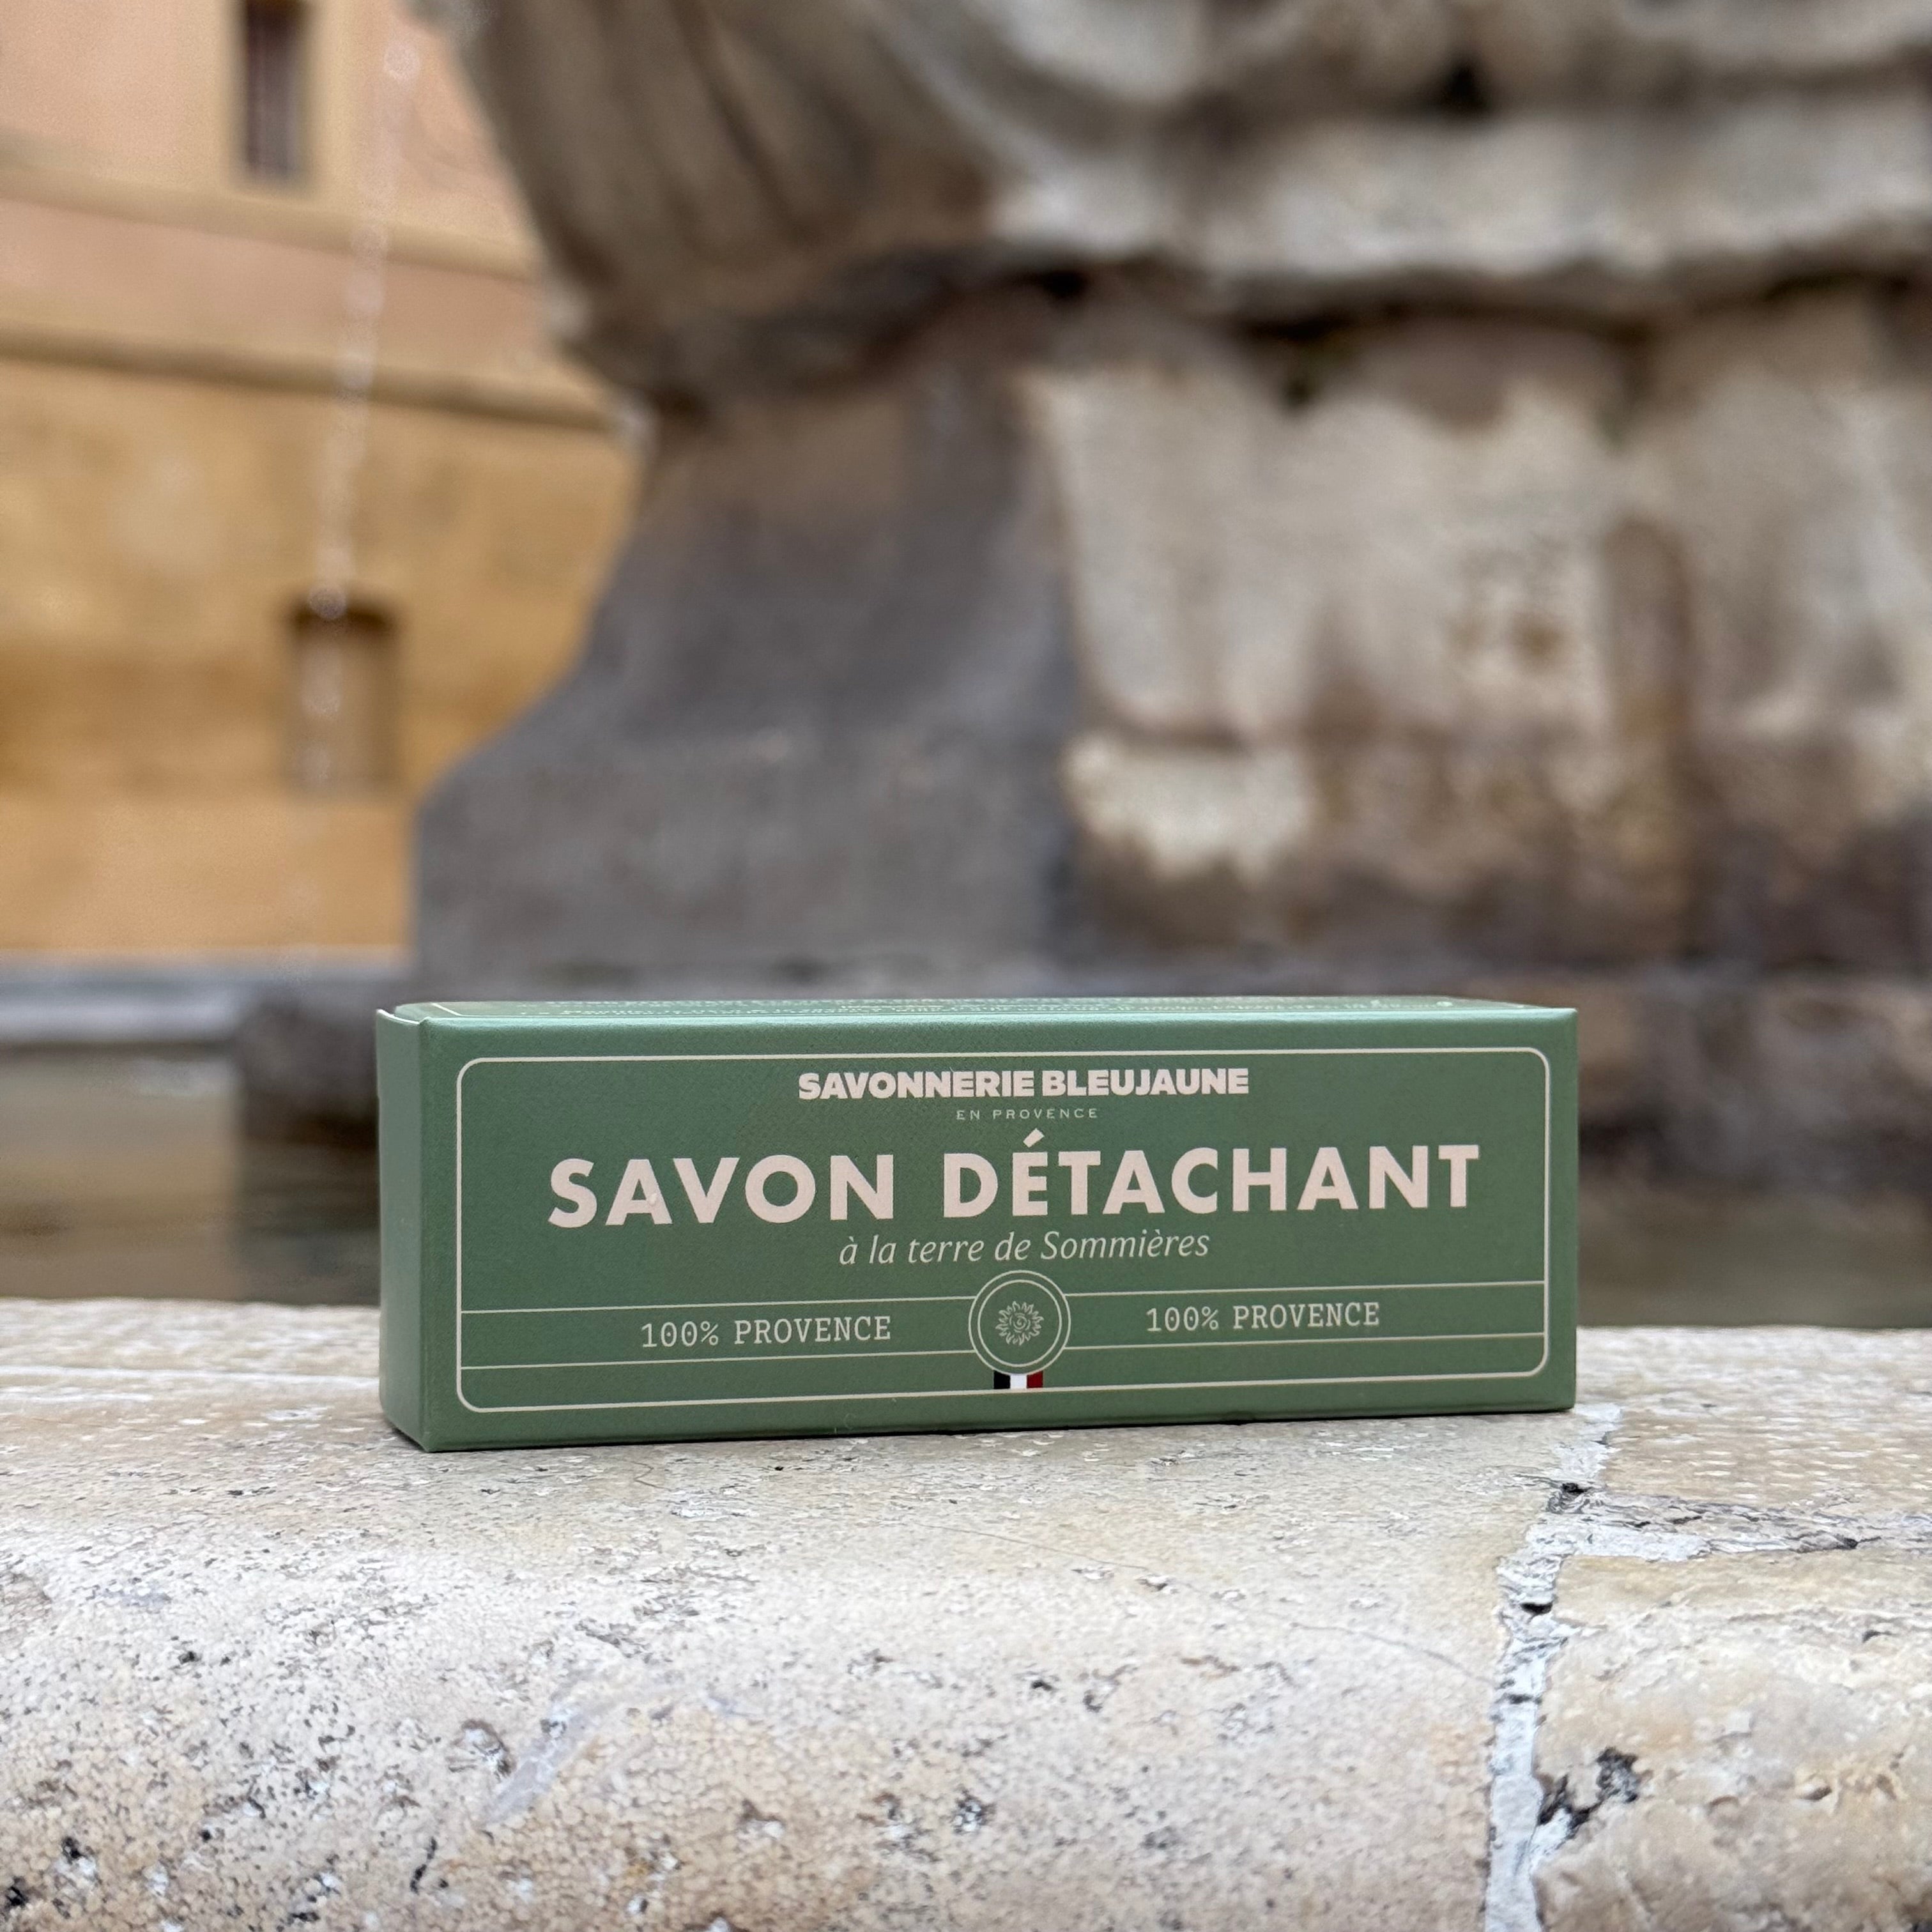 SAVONNERIE BLEUJAUNE
EN PROVENCE
SAVON DÉTACHANT
à la terre de Sommières
100% PROVENCE 100% PROVENCE